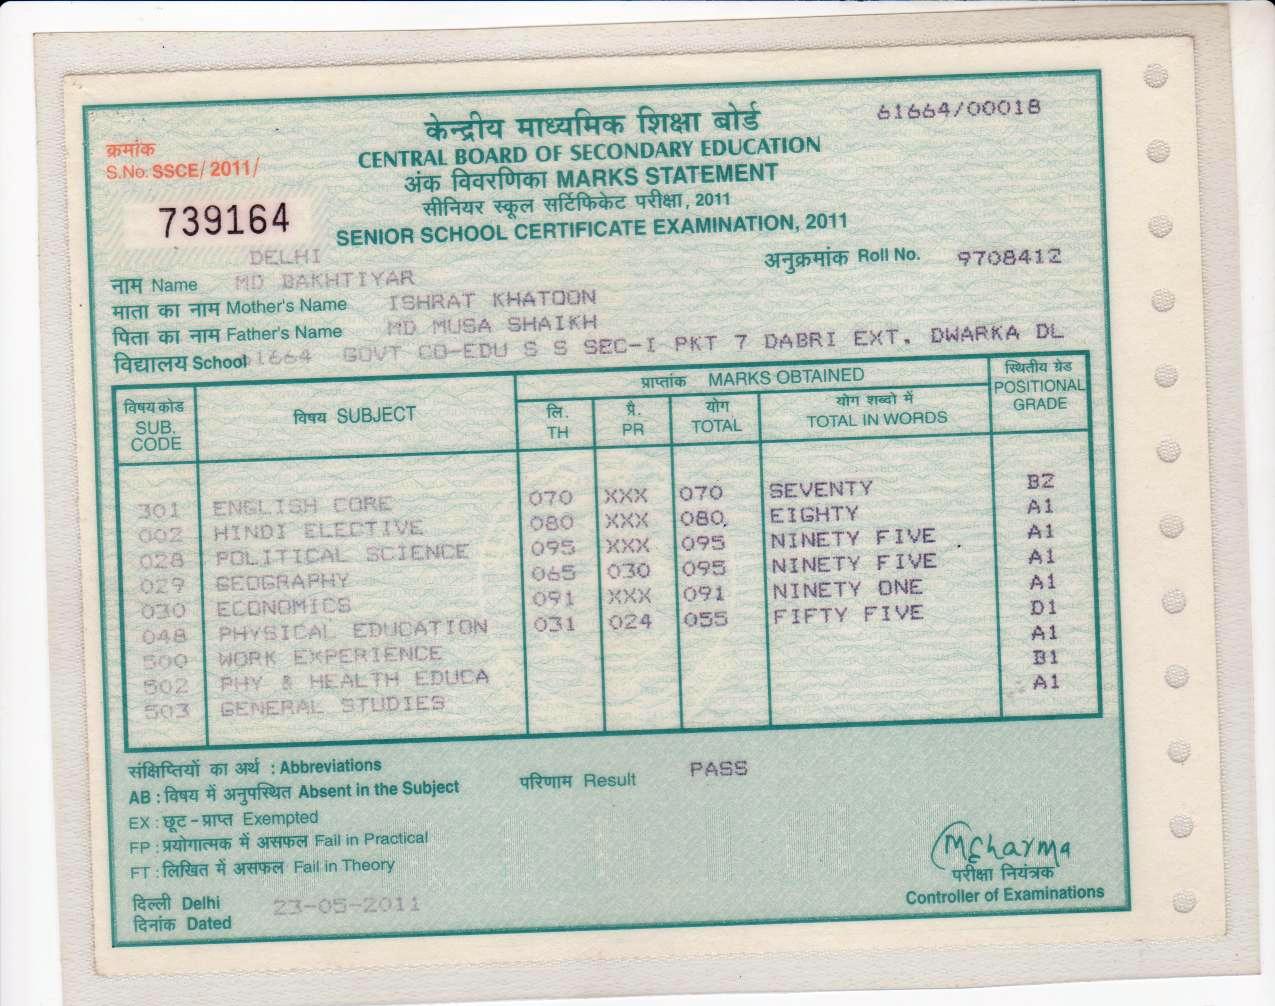 61664/00018
केन्द्रीय माध्यमिक शिक्षा बोर्ड
क्रमांक
CENTRAL BOARD OF SECONDARY EDUCATION
S.No. SSCE/ 2011/
अंक विवरणिका MARKS STATEMENT
सीनियर स्कूल सर्टिफिकेट परीक्षा, 2011
739164
SENIOR SCHOOL CERTIFICATE EXAMINATION, 2011
DELHI
अनुक्रमांक Roll No. 9708412
नाम Name MD BAKHTIYAR
माता का नाम Mother's Name ISHRAT KHATOON
पिता का नाम Father's Name MD MUSA SHAIKH
विद्यालय School 1664 GOVT CO-EDU S S SEC-I PKT 7 DABRI EXT. DWARKA DL
विषय कोड SUB. CODE विषय SUBJECT प्राप्तांक MARKS OBTAINED स्थितीय ग्रेड POSITIONAL GRADE
लि. TH प्रै. PR योग TOTAL योग शब्दो में TOTAL IN WORDS
301 ENGLISH CORE 070 XXX 070 SEVENTY B2
002 HINDI ELECTIVE 080 XXX 080 EIGHTY A1
028 POLITICAL SCIENCE 095 XXX 095 NINETY FIVE A1
029 GEOGRAPHY 065 030 095 NINETY FIVE A1
030 ECONOMICS 091 XXX 091 NINETY ONE A1
048 PHYSICAL EDUCATION 031 024 055 FIFTY FIVE D1
500 WORK EXPERIENCE A1
502 PHY & HEALTH EDUCA B1
503 GENERAL STUDIES A1
संक्षिप्तियों का अर्थ : Abbreviations
AB : विषय में अनुपस्थित Absent in the Subject
परिणाम Result PASS
EX : छूट - प्राप्त Exempted
FP : प्रयोगात्मक में असफल Fail in Practical
FT : लिखित में असफल Fail in Theory
MCharma
परीक्षा नियंत्रक
Controller of Examinations
दिल्ली Delhi
दिनांक Dated 23-05-2011